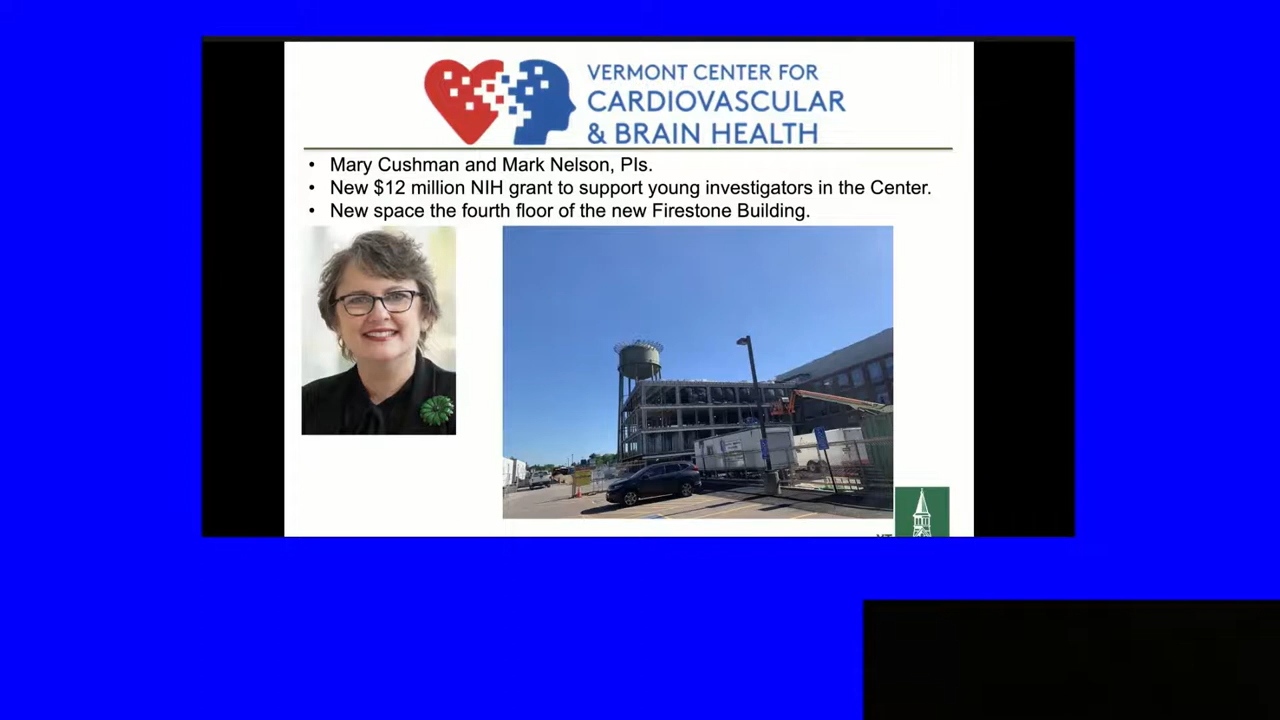 VERMONT CENTER FOR
CARDIOVASCULAR
& BRAIN HEALTH
• Mary Cushman and Mark Nelson, PIs.
• New $12 million NIH grant to support young investigators in the Center.
• New space the fourth floor of the new Firestone Building.